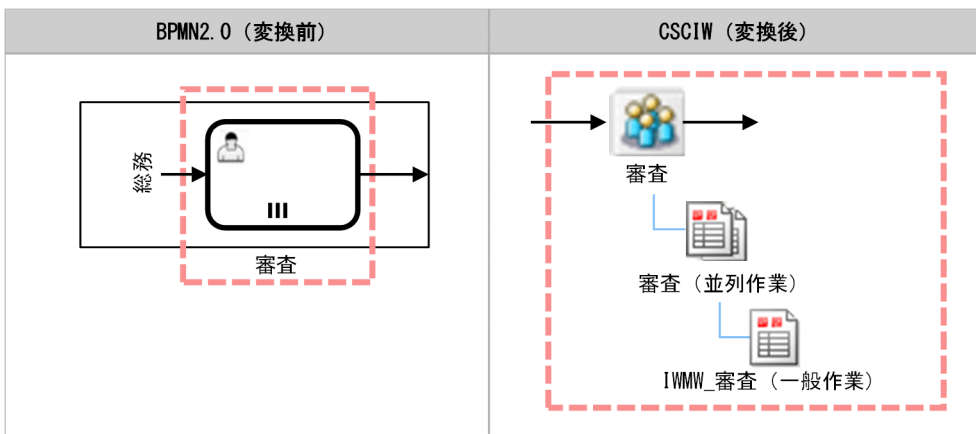 BPMN2.0（変換前）
CSCIW（変換後）
総務
審査
審査
審査（並列作業）
IWMW_審査（一般作業）